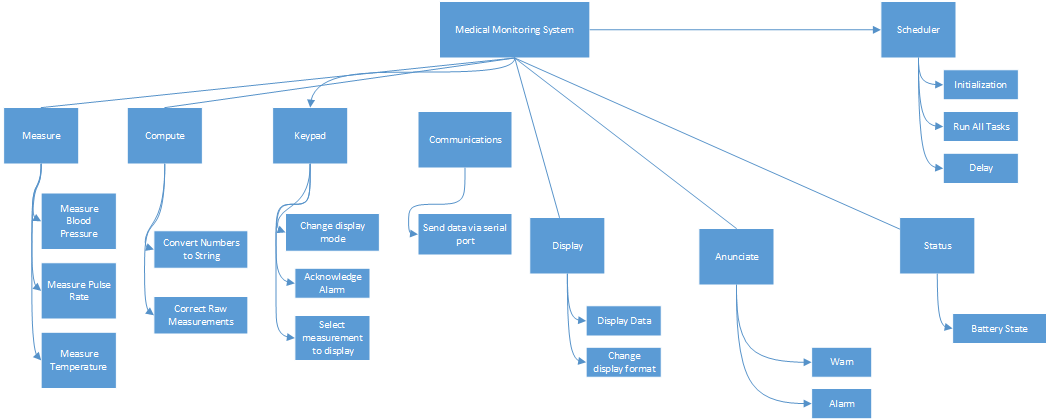 Medical Monitoring System
Scheduler
Initialization
Run All Tasks
Delay
Measure
Measure
Blood
Pressure
Measure Pulse
Rate
Measure
Temperature
Compute
Convert Numbers
to String
Correct Raw
Measurements
Keypad
Change display
mode
Acknowledge
Alarm
Select
measurement
to display
Communications
Send data via serial
port
Display
Display Data
Change
display format
Anunciate
Warn
Alarm
Status
Battery State